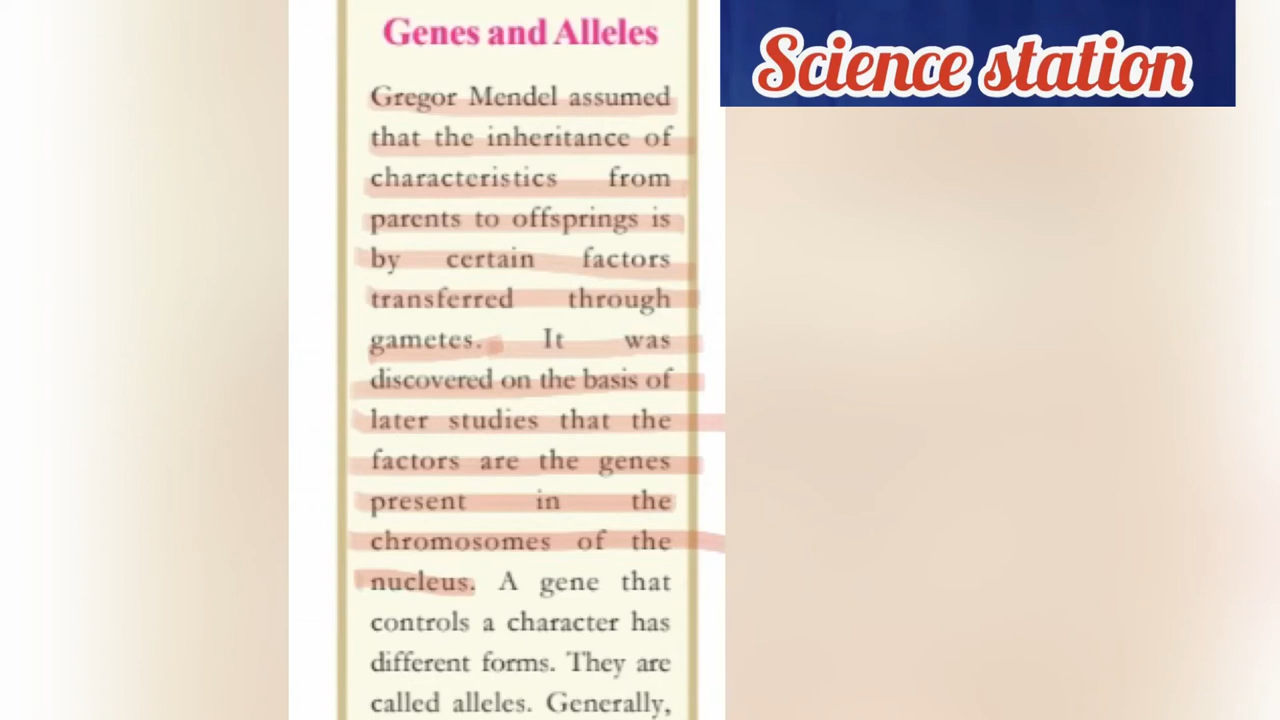 Genes and Alleles
Science station
Gregor Mendel assumed
that the inheritance of
characteristics from
parents to offsprings is
by certain factors
transferred through
gametes. It was
discovered on the basis of
later studies that the
factors are the genes
present in the
chromosomes of the
nucleus. A gene that
controls a character has
different forms. They are
called alleles. Generally,